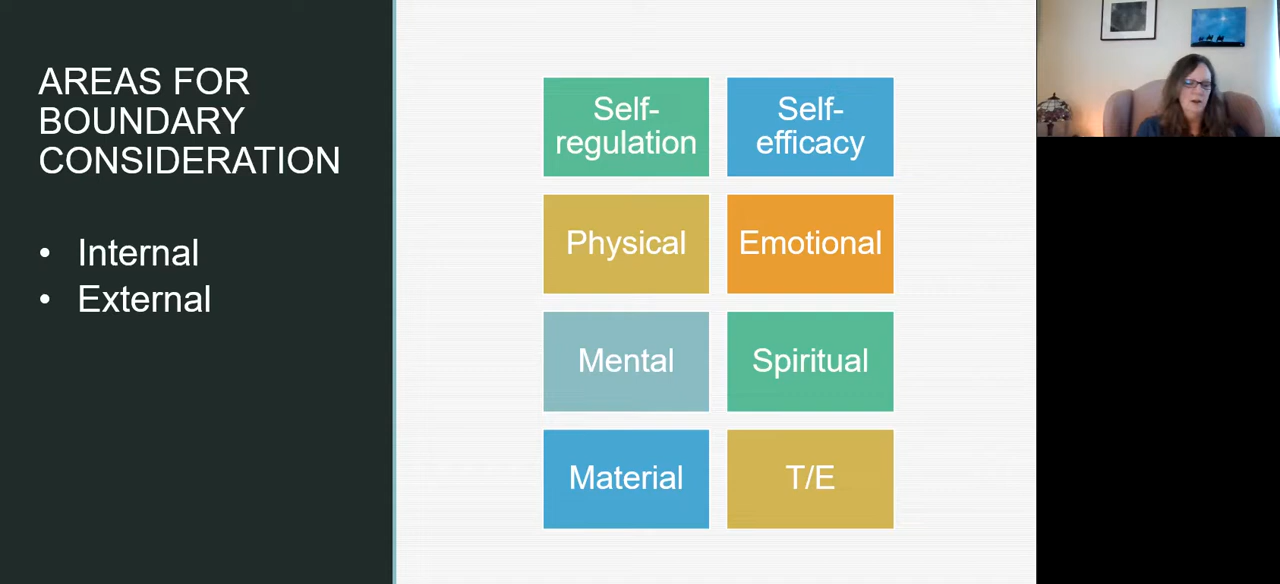 AREAS FOR
BOUNDARY
CONSIDERATION
• Internal
• External
Self-
regulation
Self-
efficacy
Physical
Emotional
Mental
Spiritual
Material
T/E